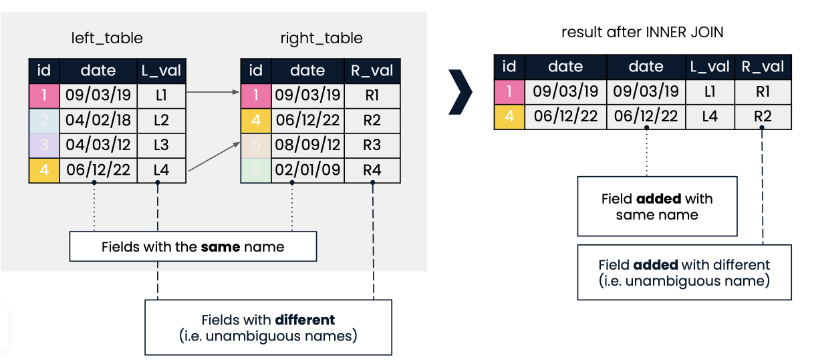 left_table
right_table
result after INNER JOIN
id date L_val
1 09/03/19 L1
2 04/02/18 L2
3 04/03/12 L3
4 06/12/22 L4
id date R_val
1 09/03/19 R1
4 06/12/22 R2
5 08/09/12 R3
6 02/01/09 R4
id date date L_val R_val
1 09/03/19 09/03/19 L1 R1
4 06/12/22 06/12/22 L4 R2
Fields with the same name
Fields with different
(i.e. unambiguous names)
Field added with
same name
Field added with different
(i.e. unambiguous name)